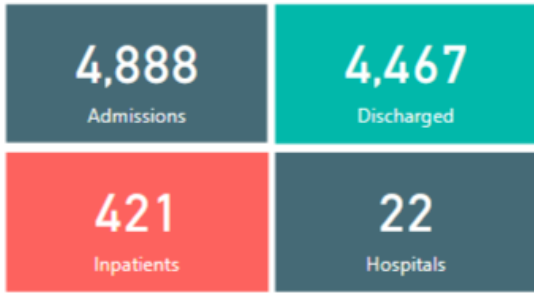 4,888
Admissions
4,467
Discharged
421
Inpatients
22
Hospitals